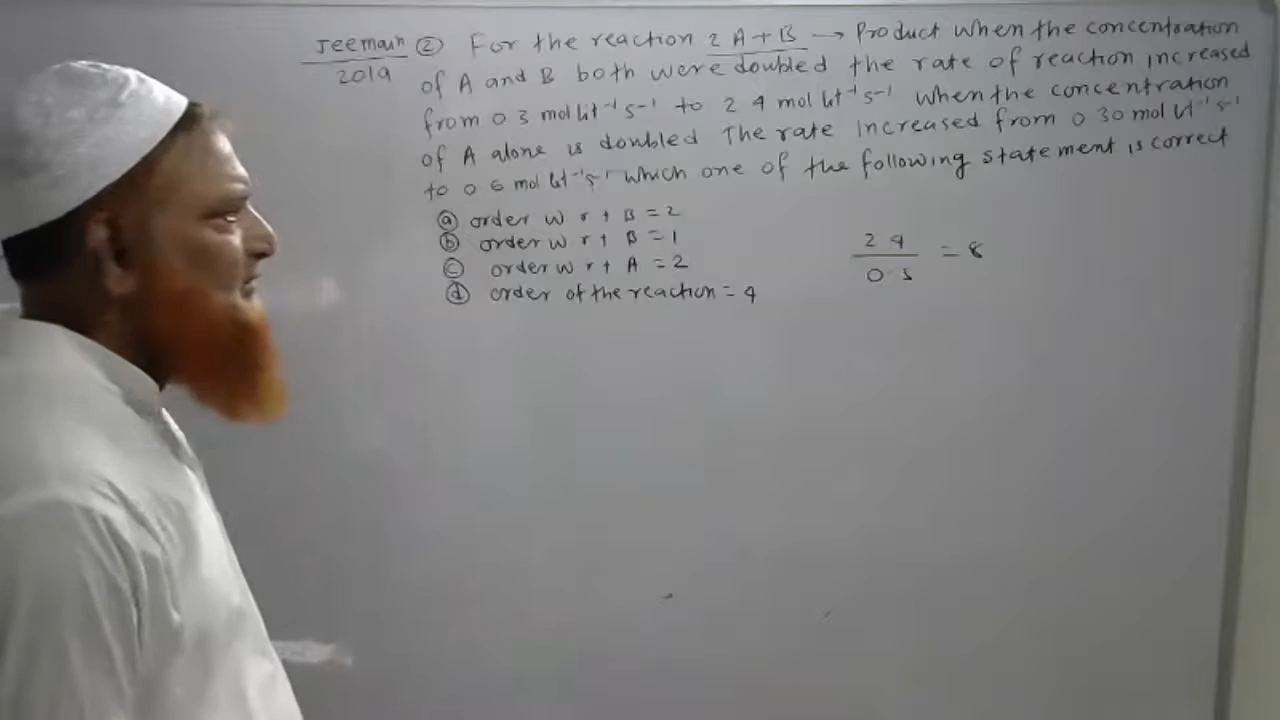 Jeemain ② For the reaction 2 A + B → Product when the concentration
2019 of A and B both were doubled the rate of reaction increased
from 0 3 mol lit⁻¹ s⁻¹ to 2 4 mol lit⁻¹ s⁻¹ when the concentration
of A alone is doubled The rate increased from 0 30 mol lit⁻¹ s⁻¹
to 0 6 mol lit⁻¹ s⁻¹ which one of the following statement is correct
ⓐ order w r t B = 2
ⓑ order w r t B = 1
ⓒ order w r t A = 2
ⓓ order of the reaction = 4
2 4
0 3 = 8